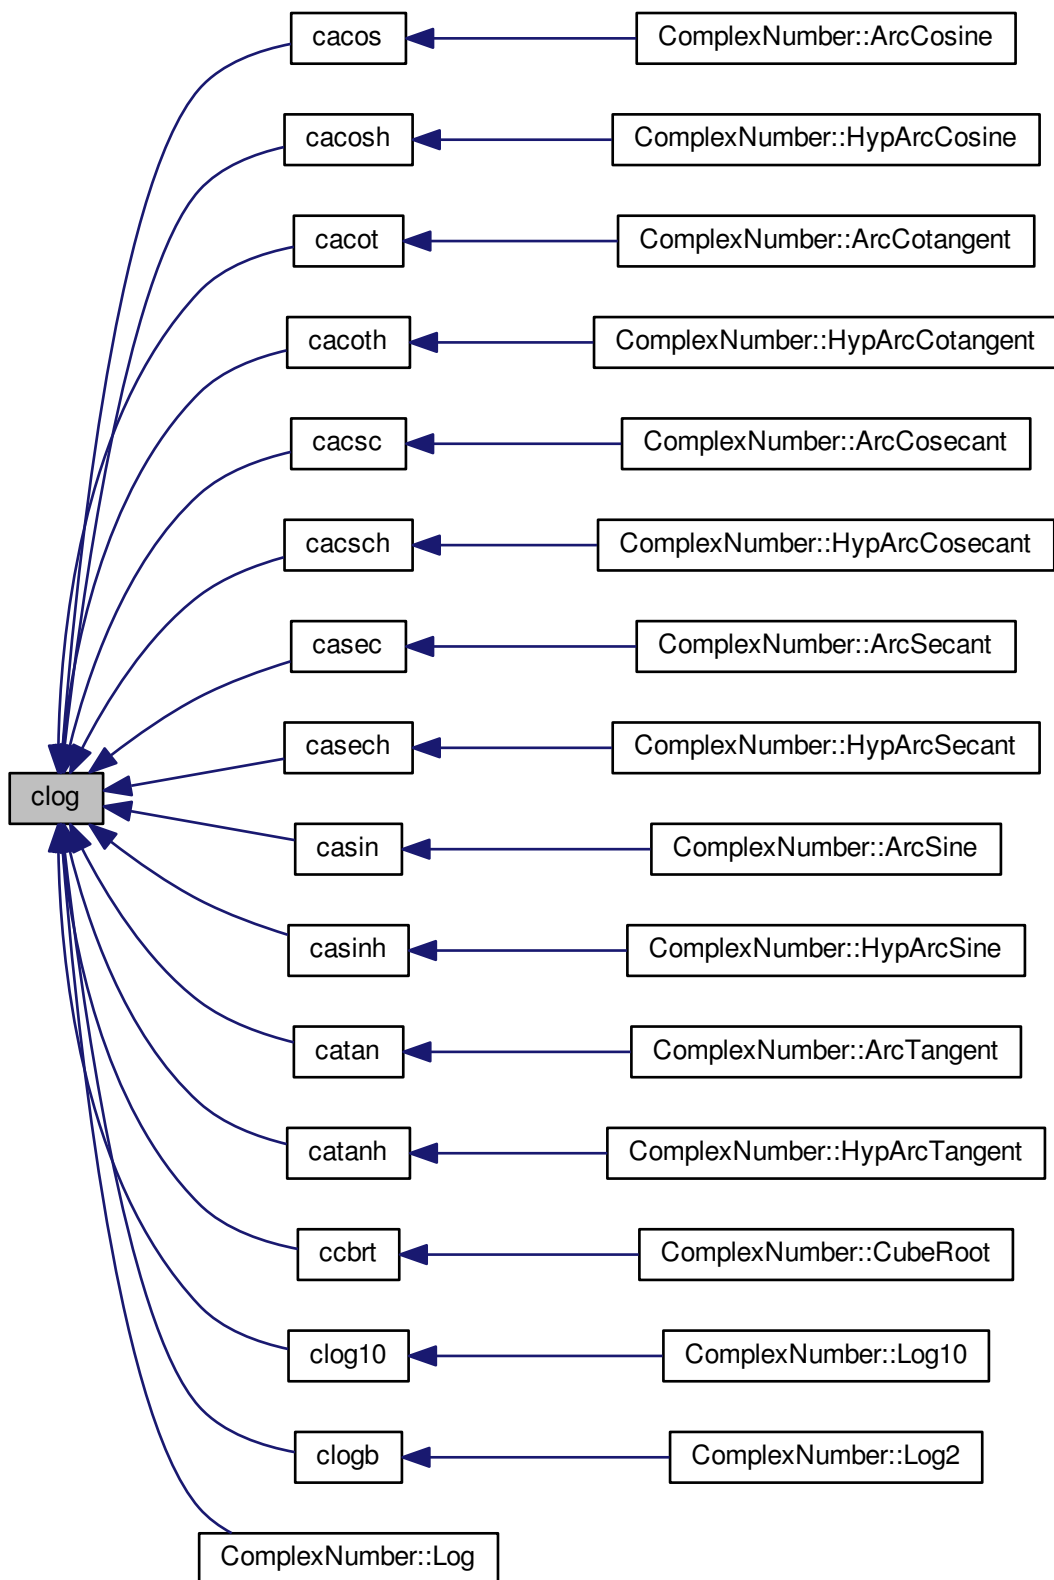 cacos
ComplexNumber::ArcCosine
cacosh
ComplexNumber::HypArcCosine
cacot
ComplexNumber::ArcCotangent
cacoth
ComplexNumber::HypArcCotangent
cacsc
ComplexNumber::ArcCosecant
cacsch
ComplexNumber::HypArcCosecant
casec
ComplexNumber::ArcSecant
casech
ComplexNumber::HypArcSecant
clog
casin
ComplexNumber::ArcSine
casinh
ComplexNumber::HypArcSine
catan
ComplexNumber::ArcTangent
catanh
ComplexNumber::HypArcTangent
ccbrt
ComplexNumber::CubeRoot
clog10
ComplexNumber::Log10
clogb
ComplexNumber::Log2
ComplexNumber::Log